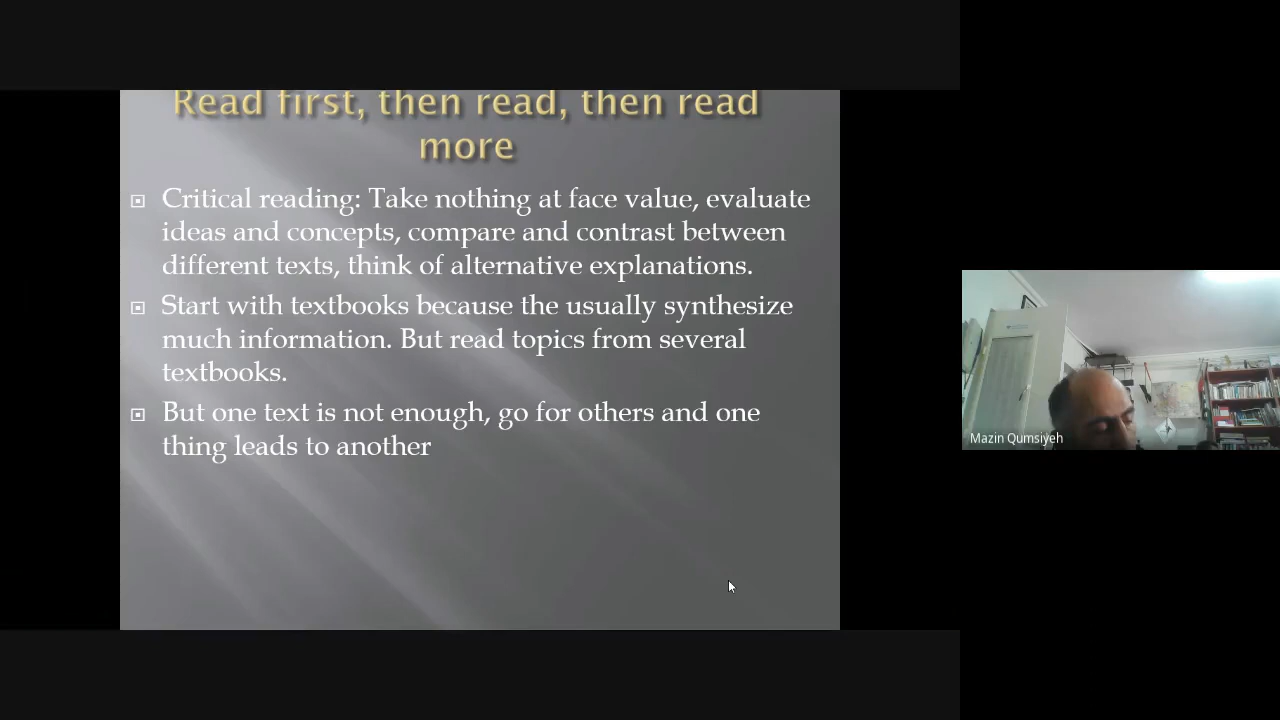 Read first, then read, then read
more
Critical reading: Take nothing at face value, evaluate
ideas and concepts, compare and contrast between
different texts, think of alternative explanations.
Start with textbooks because the usually synthesize
much information. But read topics from several
textbooks.
But one text is not enough, go for others and one
thing leads to another
Mazin Qumsiyeh